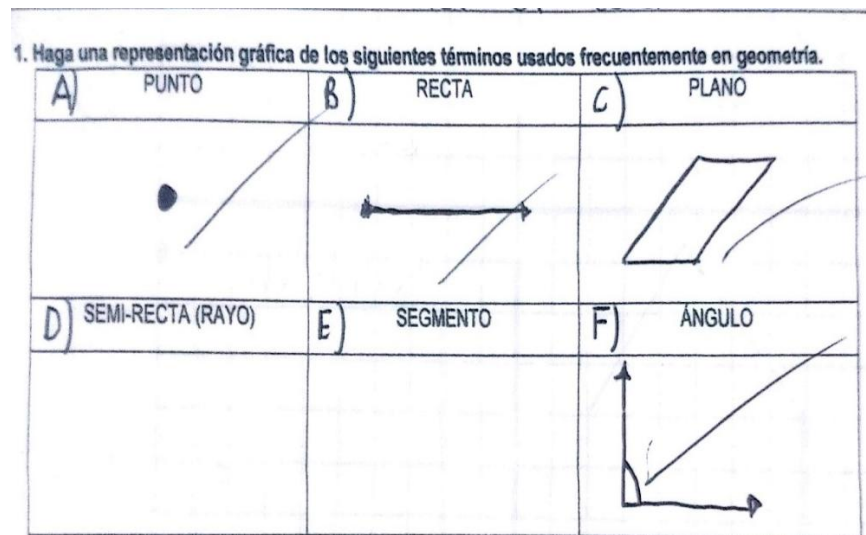 1. Haga una representación gráfica de los siguientes términos usados frecuentemente en geometría.
A) PUNTO
B) RECTA
C) PLANO
D) SEMI-RECTA (RAYO)
E) SEGMENTO
F) ÁNGULO